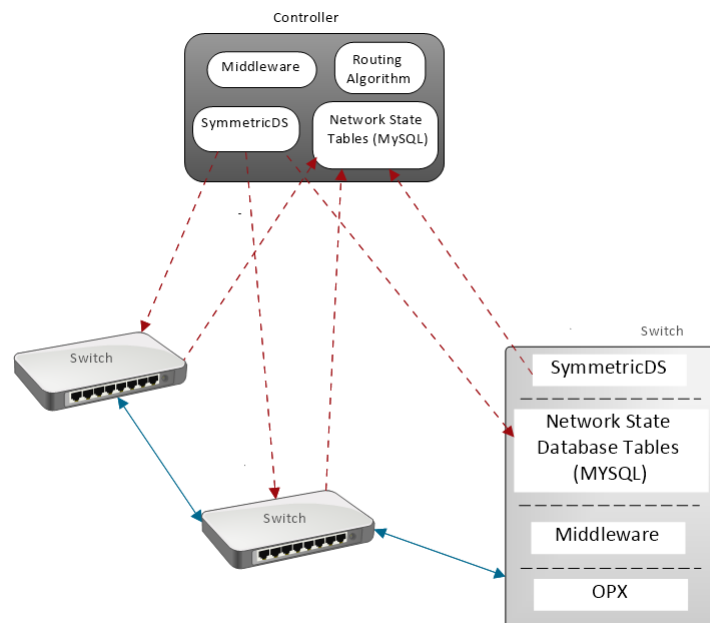 Controller
Middleware
Routing
Algorithm
SymmetricDS
Network State
Tables (MySQL)
Switch
Switch
Switch
SymmetricDS
Network State
Database Tables
(MYSQL)
Middleware
OPX